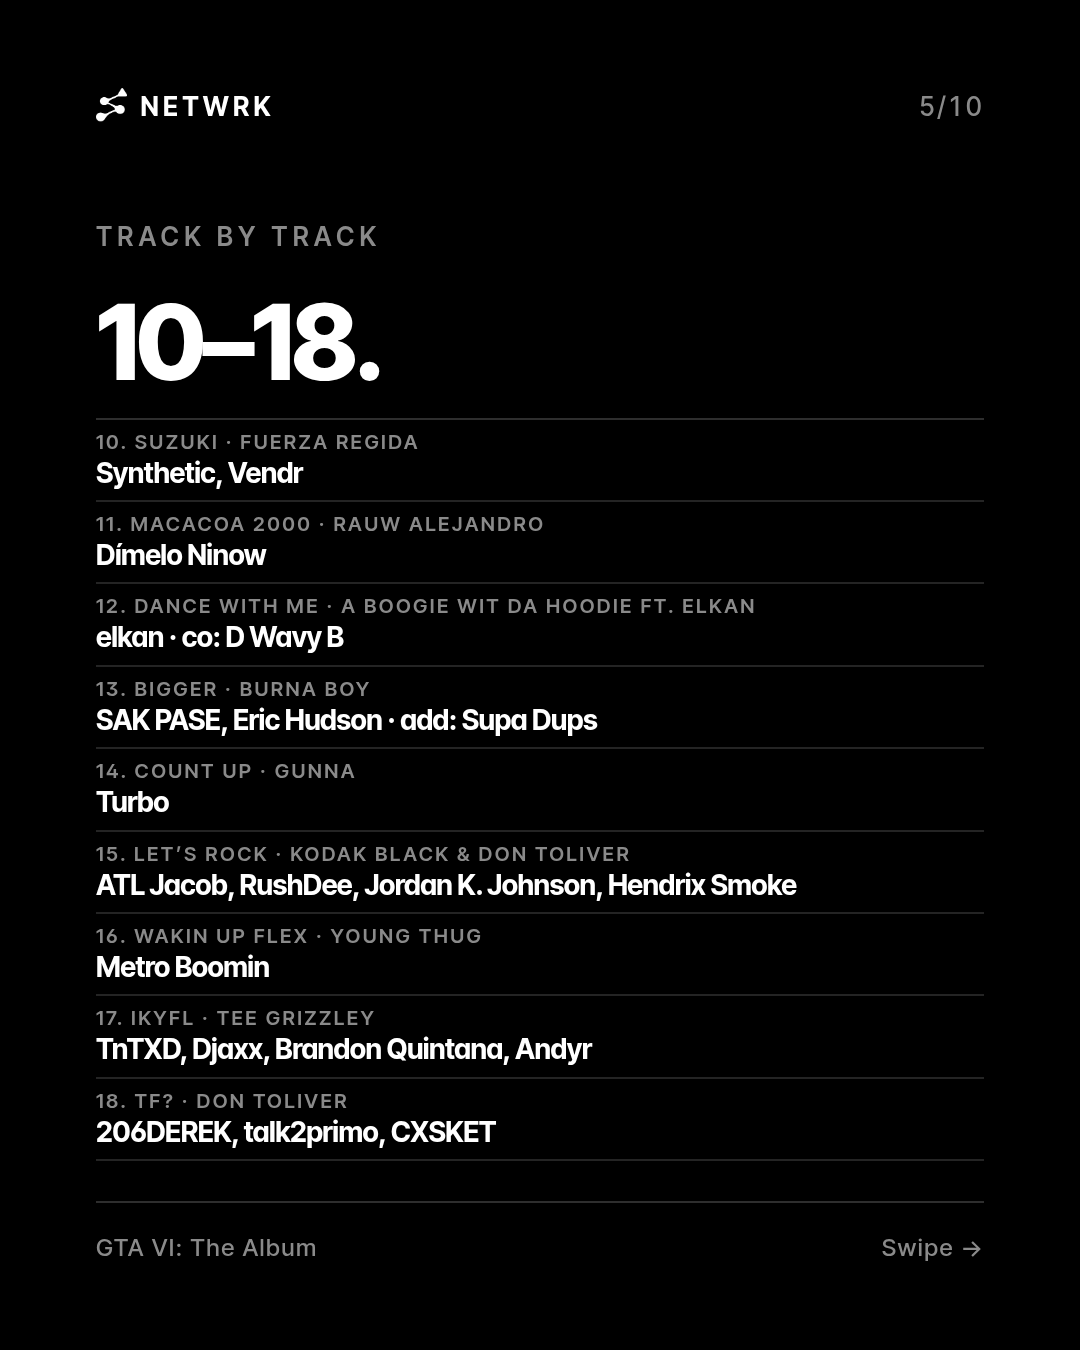 NETWRK
5/10
TRACK BY TRACK
10–18.
10. SUZUKI · FUERZA REGIDA
Synthetic, Vendr
11. MACACOA 2000 · RAUW ALEJANDRO
Dímelo Ninow
12. DANCE WITH ME · A BOOGIE WIT DA HOODIE FT. ELKAN
elkan · co: D Wavy B
13. BIGGER · BURNA BOY
SAK PASE, Eric Hudson · add: Supa Dups
14. COUNT UP · GUNNA
Turbo
15. LET’S ROCK · KODAK BLACK & DON TOLIVER
ATL Jacob, RushDee, Jordan K. Johnson, Hendrix Smoke
16. WAKIN UP FLEX · YOUNG THUG
Metro Boomin
17. IKYFL · TEE GRIZZLEY
TnTXD, Djaxx, Brandon Quintana, Andyr
18. TF? · DON TOLIVER
206DEREK, talk2primo, CXSKET
GTA VI: The Album
Swipe →